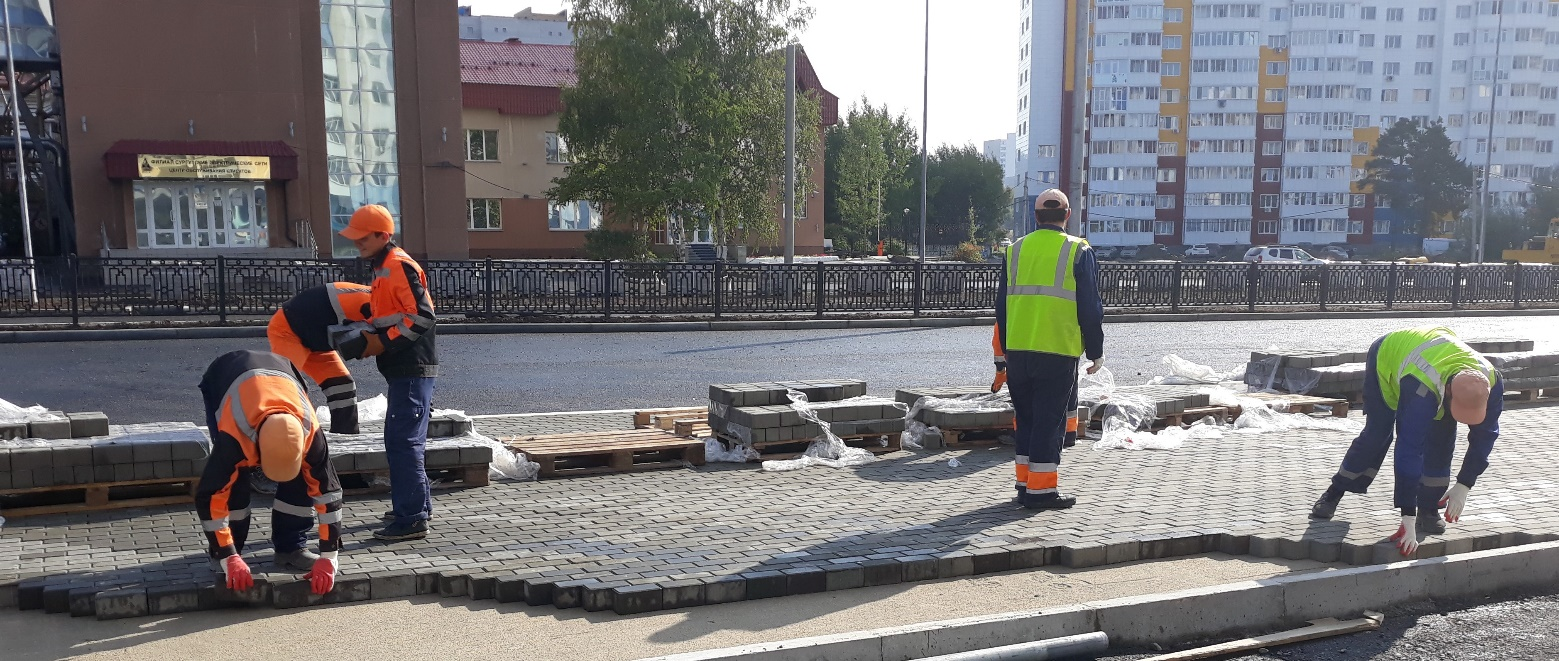 ФИЛИАЛ СУРГУТСКИЕ ЭЛЕКТРИЧЕСКИЕ СЕТИ
ЦЕНТР ОБСЛУЖИВАНИЯ КЛИЕНТОВ